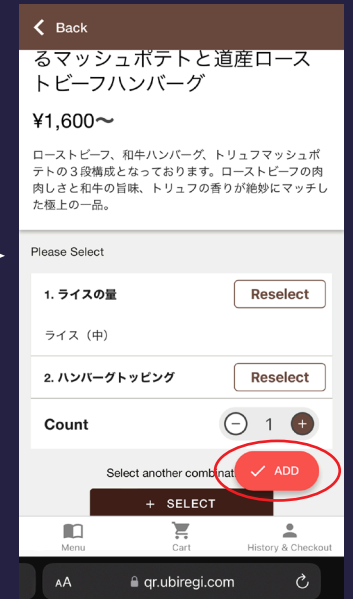 Back
るマッシュポテトと道産ロース
トビーフハンバーグ
¥1,600〜
ローストビーフ、和牛ハンバーグ、トリュフマッシュポ
テトの３段構成となっております。ローストビーフの肉
肉しさと和牛の旨味、トリュフの香りが絶妙にマッチし
た極上の一品。
Please Select
1. ライスの量 Reselect
ライス（中）
2. ハンバーグトッピング Reselect
Count 1
Select another combinat
ADD
+ SELECT
Menu Cart History & Checkout
AA qr.ubiregi.com